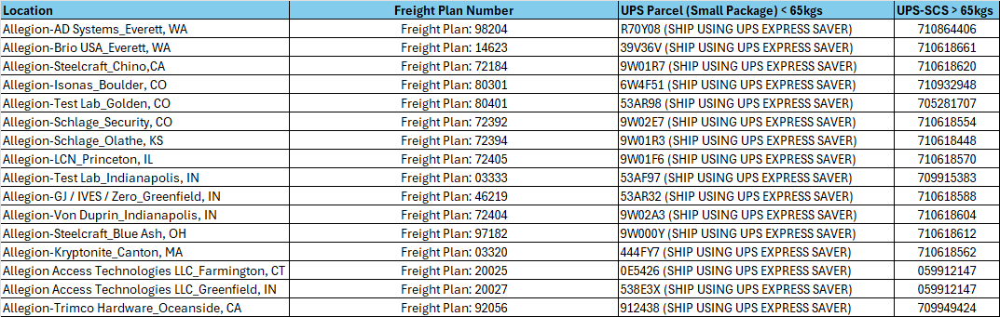 Location Freight Plan Number UPS Parcel (Small Package) < 65kgs UPS-SCS > 65kgs
Allegion-AD Systems_Everett, WA Freight Plan: 98204 R70Y08 (SHIP USING UPS EXPRESS SAVER) 710864406
Allegion-Brio USA_Everett, WA Freight Plan: 14623 39V36V (SHIP USING UPS EXPRESS SAVER) 710618661
Allegion-Steelcraft_Chino,CA Freight Plan: 72184 9W01R7 (SHIP USING UPS EXPRESS SAVER) 710618620
Allegion-Isonas_Boulder, CO Freight Plan: 80301 6W4F51 (SHIP USING UPS EXPRESS SAVER) 710932948
Allegion-Test Lab_Golden, CO Freight Plan: 80401 53AR98 (SHIP USING UPS EXPRESS SAVER) 705281707
Allegion-Schlage_Security, CO Freight Plan: 72392 9W02E7 (SHIP USING UPS EXPRESS SAVER) 710618554
Allegion-Schlage_Olathe, KS Freight Plan: 72394 9W01R3 (SHIP USING UPS EXPRESS SAVER) 710618448
Allegion-LCN_Princeton, IL Freight Plan: 72405 9W01F6 (SHIP USING UPS EXPRESS SAVER) 710618570
Allegion-Test Lab_Indianapolis, IN Freight Plan: 03333 53AF97 (SHIP USING UPS EXPRESS SAVER) 709915383
Allegion-GJ / IVES / Zero_Greenfield, IN Freight Plan: 46219 53AR32 (SHIP USING UPS EXPRESS SAVER) 710618588
Allegion-Von Duprin_Indianapolis, IN Freight Plan: 72404 9W02A3 (SHIP USING UPS EXPRESS SAVER) 710618604
Allegion-Steelcraft_Blue Ash, OH Freight Plan: 97182 9W000Y (SHIP USING UPS EXPRESS SAVER) 710618612
Allegion-Kryptonite_Canton, MA Freight Plan: 03320 444FY7 (SHIP USING UPS EXPRESS SAVER) 710618562
Allegion Access Technologies LLC_Farmington, CT Freight Plan: 20025 0E5426 (SHIP USING UPS EXPRESS SAVER) 059912147
Allegion Access Technologies LLC_Greenfield, IN Freight Plan: 20027 538E3X (SHIP USING UPS EXPRESS SAVER) 059912147
Allegion-Trimco Hardware_Oceanside, CA Freight Plan: 92056 912438 (SHIP USING UPS EXPRESS SAVER) 709949424